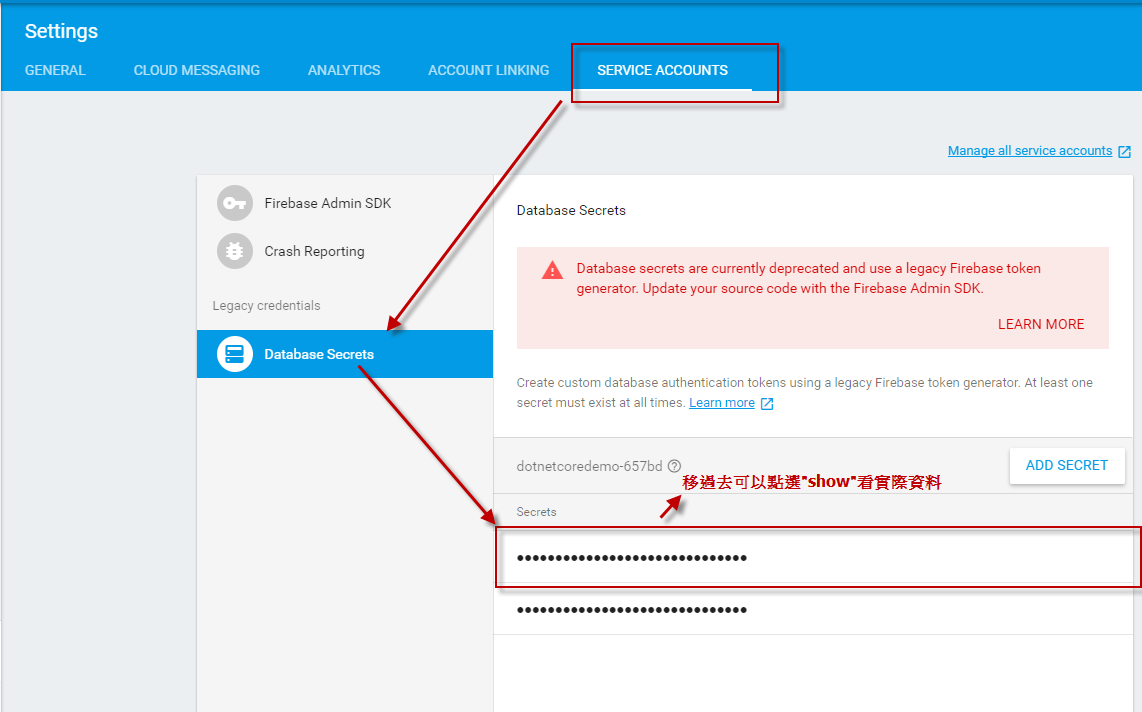 Settings
GENERAL CLOUD MESSAGING ANALYTICS ACCOUNT LINKING SERVICE ACCOUNTS
Manage all service accounts
Firebase Admin SDK
Crash Reporting
Legacy credentials
Database Secrets
Database Secrets
Database secrets are currently deprecated and use a legacy Firebase token
generator. Update your source code with the Firebase Admin SDK.
LEARN MORE
Create custom database authentication tokens using a legacy Firebase token generator. At least one
secret must exist at all times. Learn more
dotnetcoredemo-657bd
ADD SECRET
移過去可以點選"show"看實際資料
Secrets
••••••••••••••••••••••••••••••
••••••••••••••••••••••••••••••